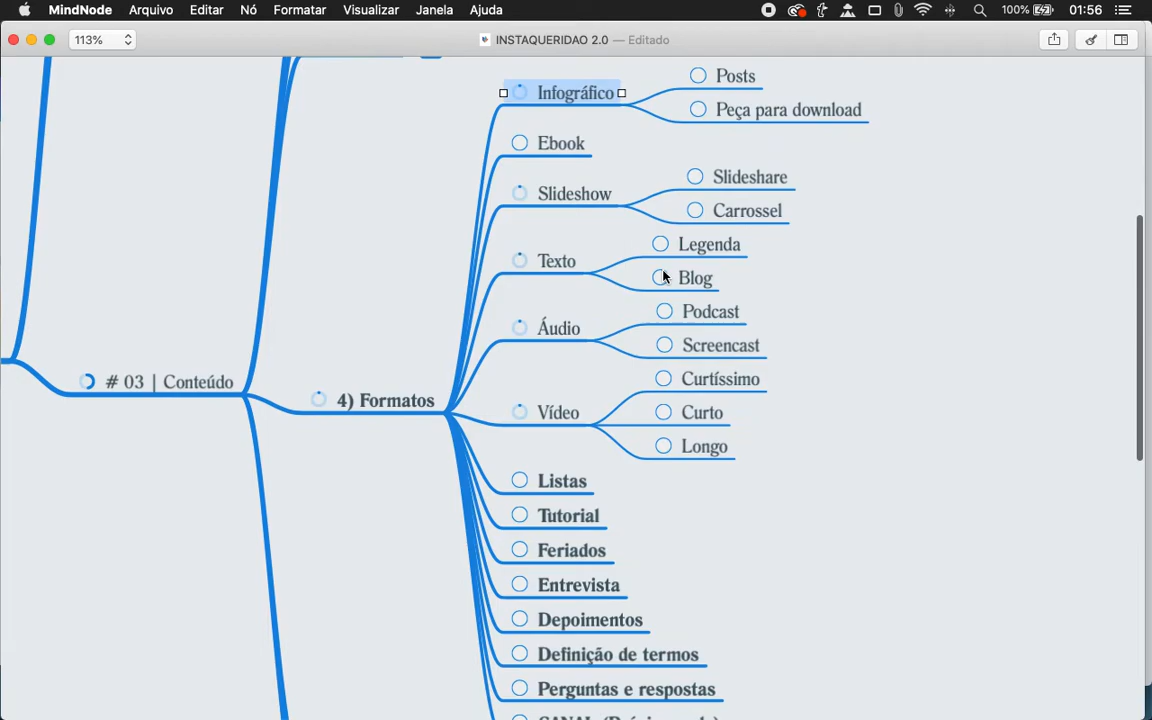 MindNode Arquivo Editar Nó Formatar Visualizar Janela Ajuda 100% 01:56
113% INSTAQUERIDAO 2.0 — Editado
Infográfico
Posts
Peça para download
Ebook
Slideshow
Slideshare
Carrossel
Texto
Legenda
Blog
Áudio
Podcast
Screencast
# 03 | Conteúdo
4) Formatos
Vídeo
Curtíssimo
Curto
Longo
Listas
Tutorial
Feriados
Entrevista
Depoimentos
Definição de termos
Perguntas e respostas